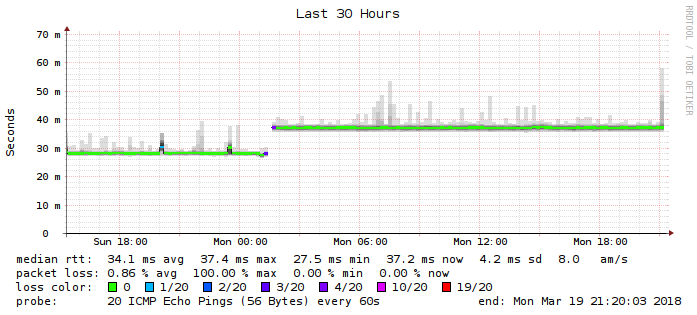 Last 30 Hours
RRDTOOL / TOBI OETIKER
Seconds
70 m
60 m
50 m
40 m
30 m
20 m
10 m
0
Sun 18:00 Mon 00:00 Mon 06:00 Mon 12:00 Mon 18:00
median rtt: 34.1 ms avg 37.4 ms max 27.5 ms min 37.2 ms now 4.2 ms sd 8.0 am/s
packet loss: 0.86 % avg 100.00 % max 0.00 % min 0.00 % now
loss color: 0 1/20 2/20 3/20 4/20 10/20 19/20
probe: 20 ICMP Echo Pings (56 Bytes) every 60s end: Mon Mar 19 21:20:03 2018